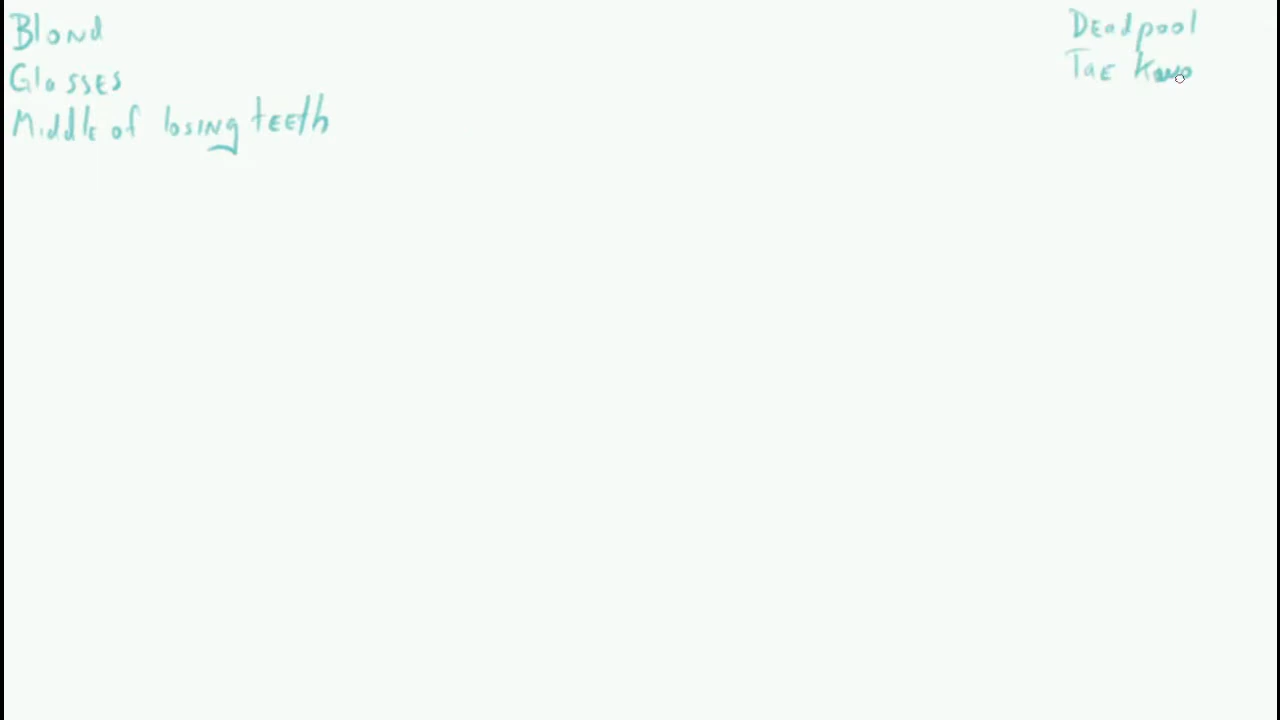 Blond
Glasses
Middle of losing teeth
Deadpool
Tae